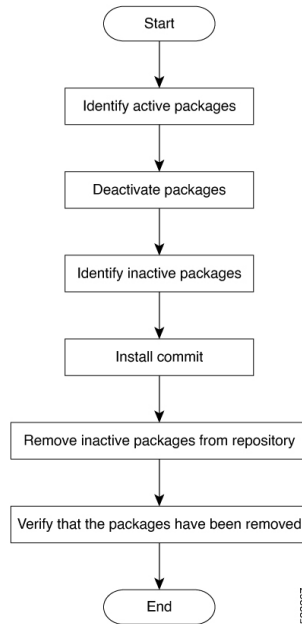 Start
Identify active packages
Deactivate packages
Identify inactive packages
Install commit
Remove inactive packages from repository
Verify that the packages have been removed
End